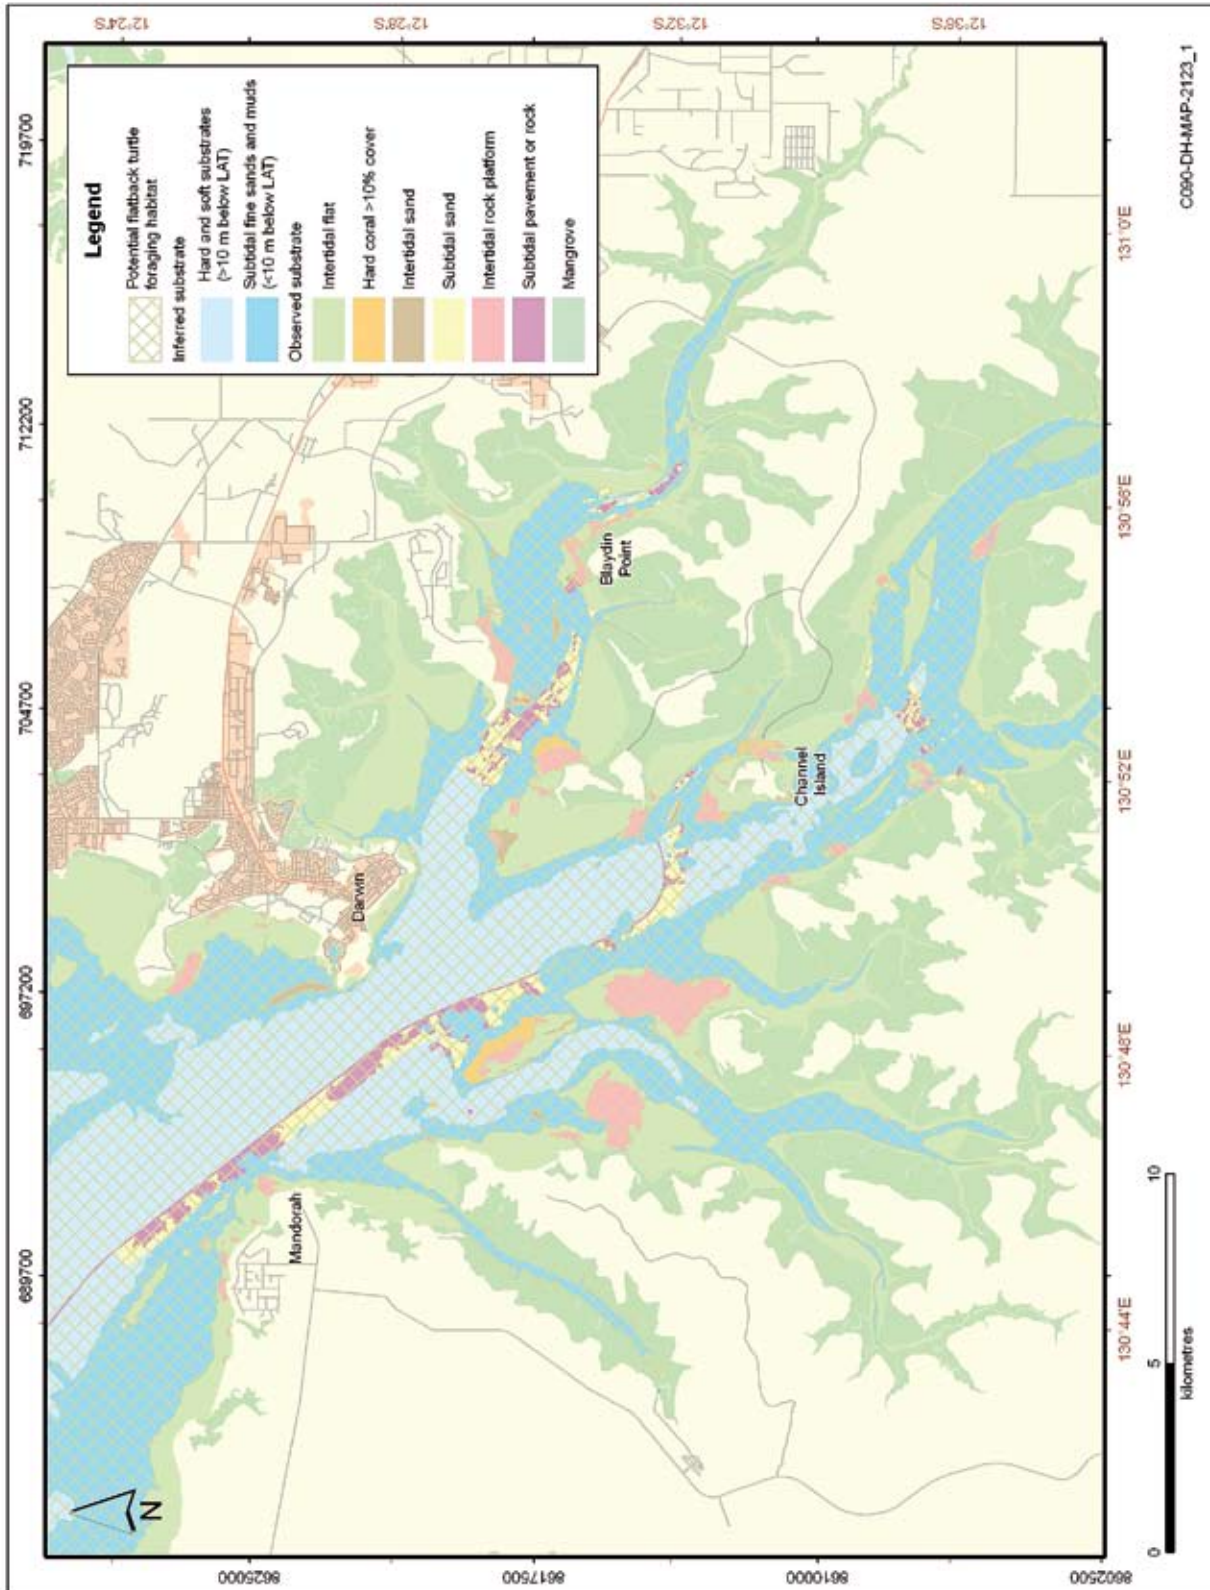 689700
697200
704700
712200
719700
12°24'S
12°28'S
12°32'S
12°36'S
Legend
Potential flatback turtle
foraging habitat
Inferred substrate
Hard and soft substrates
(>10 m below LAT)
Subtidal fine sands and muds
(<10 m below LAT)
Observed substrate
Intertidal flat
Hard coral >10% cover
Intertidal sand
Subtidal sand
Intertidal rock platform
Subtidal pavement or rock
Mangrove
Darwin
Mandorah
Blaydin
Point
Channel
Island
N
8625000
8617500
8610000
8602500
130°44'E
130°48'E
130°52'E
130°56'E
131°0'E
0
5
10
kilometres
C090-DH-MAP-2123_1